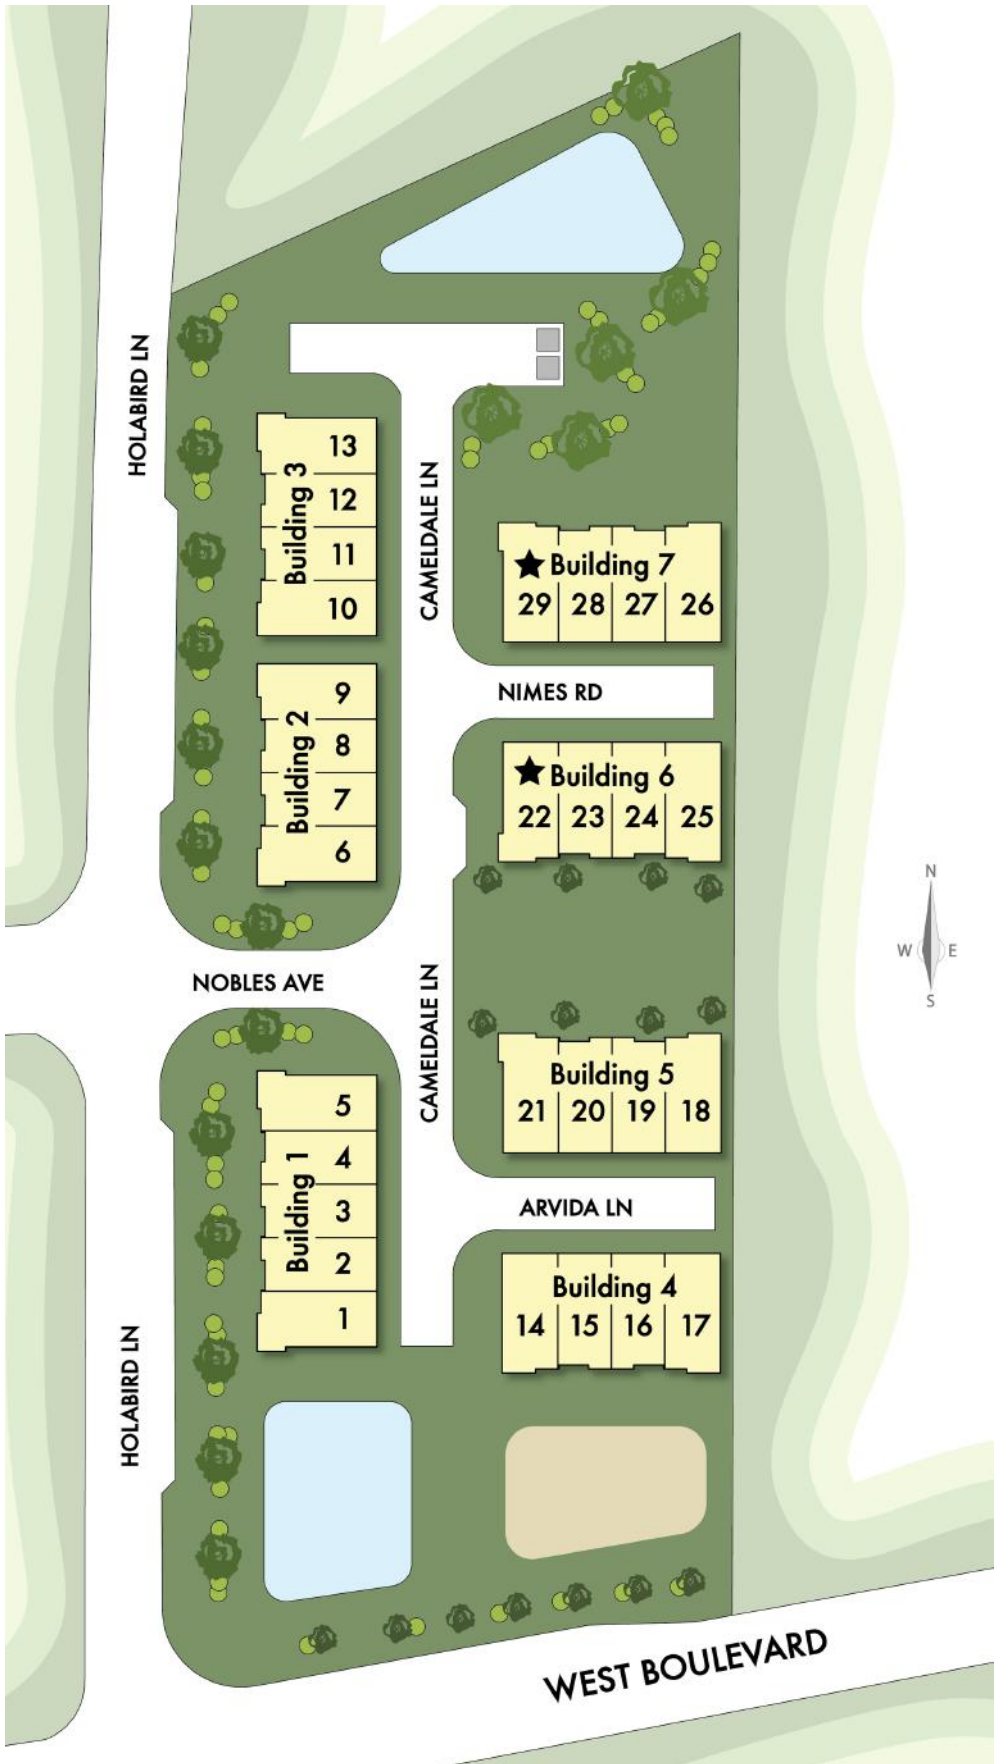 HOLABIRD LN
13
12
11
10
Building 3
CAMELDALE LN
★ Building 7
29 28 27 26
NIMES RD
9
8
7
6
Building 2
★ Building 6
22 23 24 25
N
W E
S
NOBLES AVE
CAMELDALE LN
Building 5
21 20 19 18
5
4
3
2
1
Building 1
ARVIDA LN
Building 4
14 15 16 17
HOLABIRD LN
WEST BOULEVARD